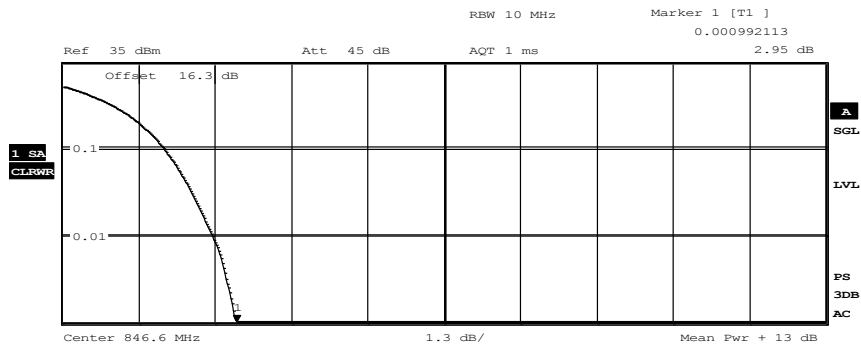 RBW 10 MHz Marker 1 [T1 ]
0.000992113
Ref 35 dBm Att 45 dB AQT 1 ms 2.95 dB
Offset 16.3 dB
A
SGL
0.1
1 SA
CLRWR
LVL
0.01
PS
3DB
1
AC
Center 846.6 MHz 1.3 dB/ Mean Pwr + 13 dB